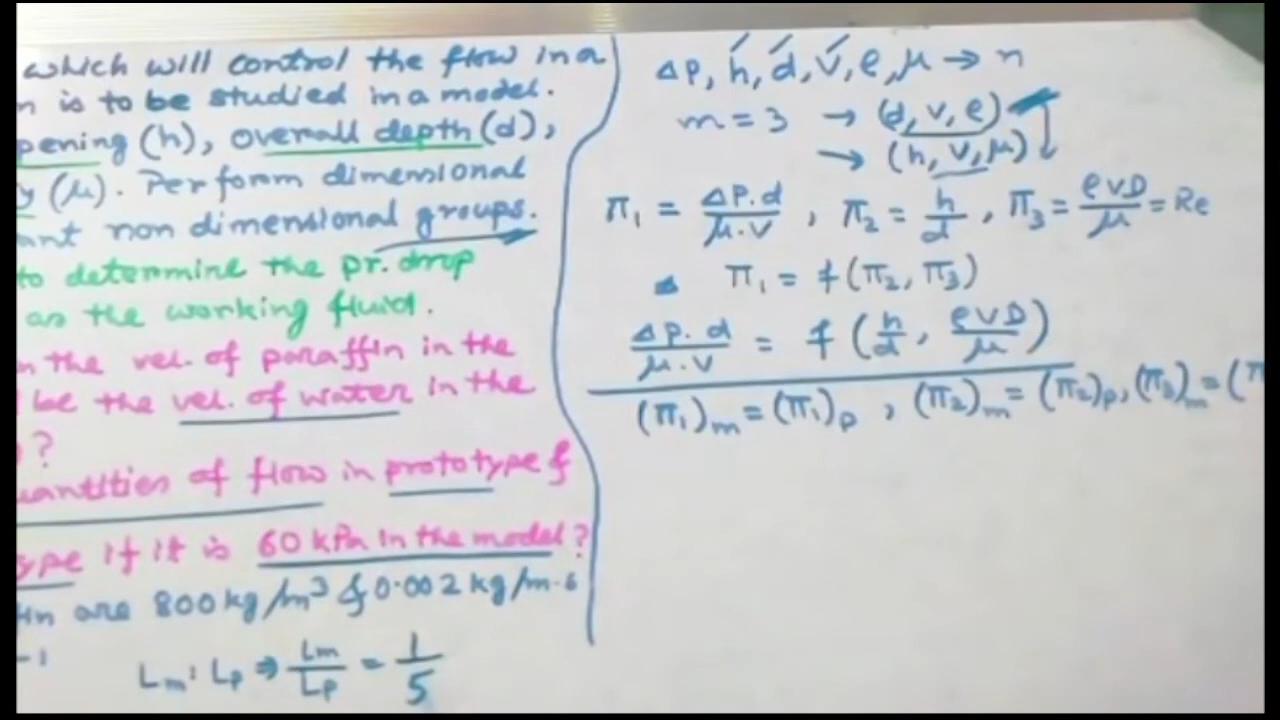 which will control the flow in a
n is to be studied in a model.
pening (h), overall depth (d),
y (μ). Perform dimensional
ant non dimensional groups.
to determine the pr. drop
as the working fluid.
the vel. of paraffin in the
be the vel. of water in the
?
uantities of flow in prototype &
ype if it is 60 kPa in the model?
are 800 kg/m³ & 0.002 kg/m-s
-1
Lm : Lp ⇒ Lm/Lp = 1/5
ΔP, h, d, V, ρ, μ → n
m = 3 → (d, V, ρ)
→ (h, V, μ)
π₁ = ΔP.d/μ.V , π₂ = h/d , π₃ = ρVD/μ = Re
π₁ = f(π₂, π₃)
ΔP.d/μ.V = f(h/d, ρVD/μ)
(π₁)m = (π₁)p , (π₂)m = (π₂)p, (π₃)m = (π